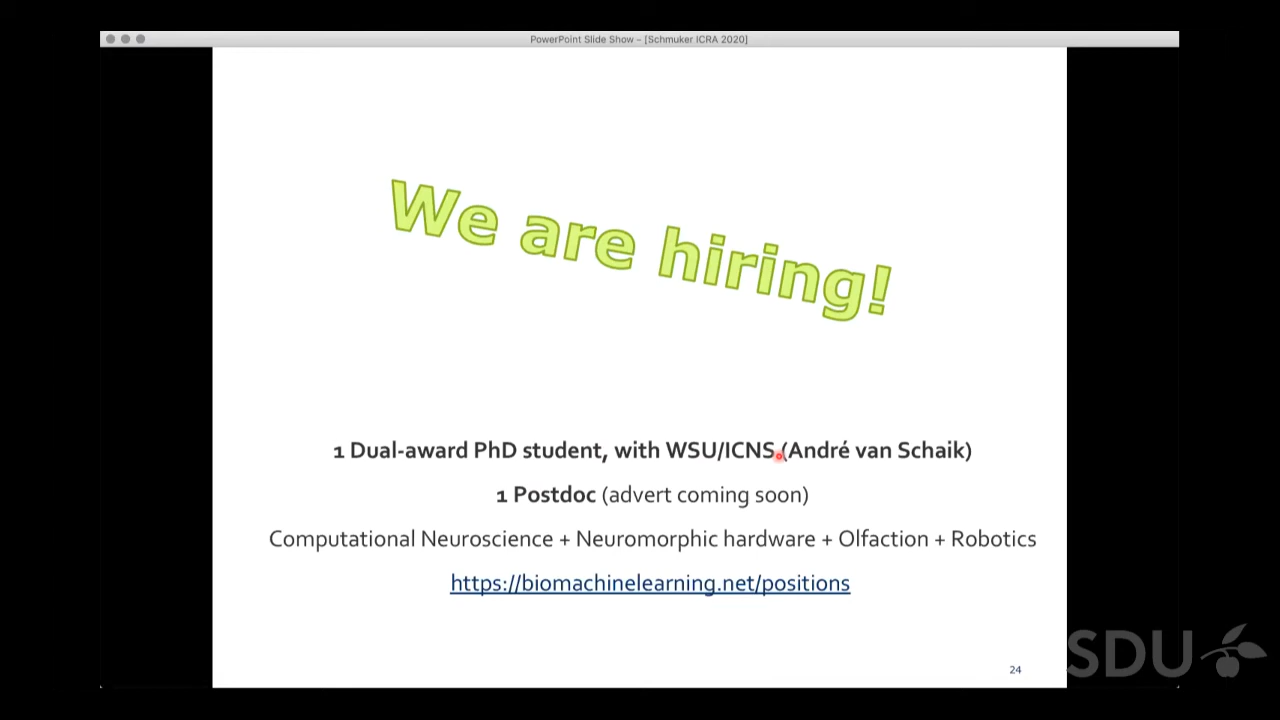 PowerPoint Slide Show – [Schmuker ICRA 2020]
We are hiring!
1 Dual-award PhD student, with WSU/ICNS (André van Schaik)
1 Postdoc (advert coming soon)
Computational Neuroscience + Neuromorphic hardware + Olfaction + Robotics
https://biomachinelearning.net/positions
24
SDU